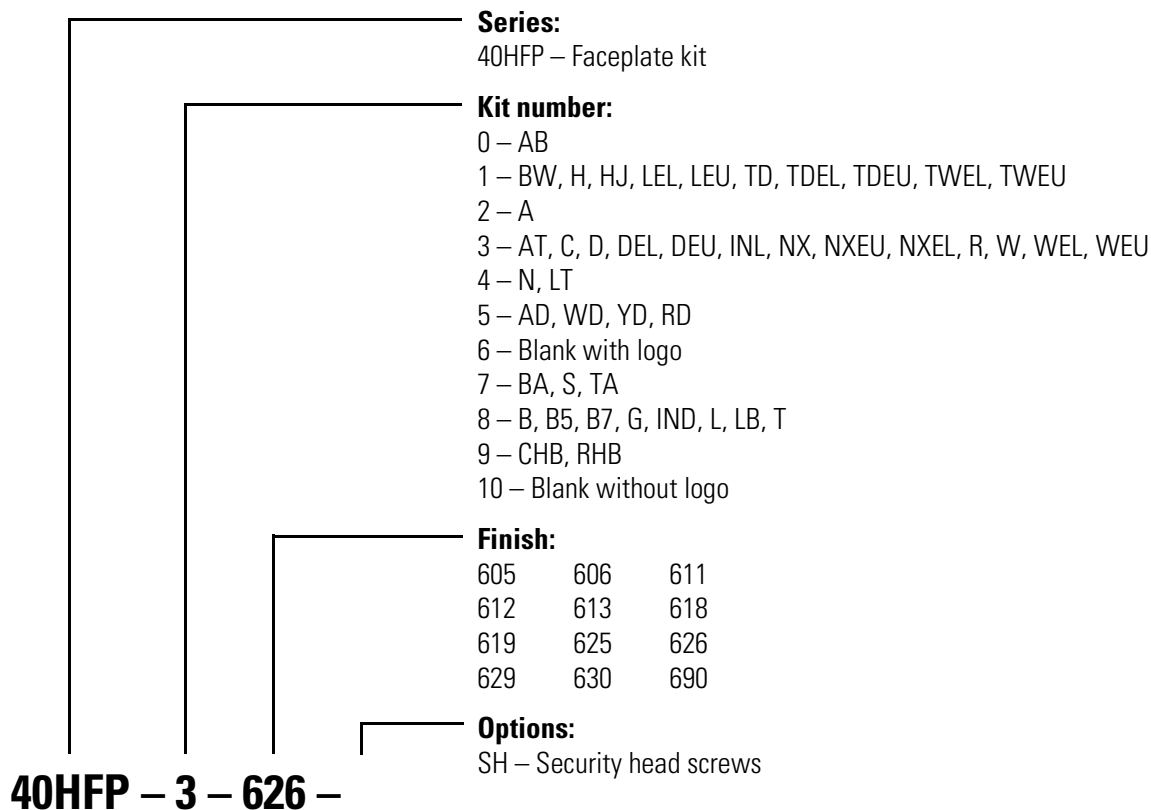 Series:
40HFP – Faceplate kit
Kit number:
0 – AB
1 – BW, H, HJ, LEL, LEU, TD, TDEL, TDEU, TWEL, TWEU
2 – A
3 – AT, C, D, DEL, DEU, INL, NX, NXEU, NXEL, R, W, WEL, WEU
4 – N, LT
5 – AD, WD, YD, RD
6 – Blank with logo
7 – BA, S, TA
8 – B, B5, B7, G, IND, L, LB, T
9 – CHB, RHB
10 – Blank without logo
Finish:
605 606 611
612 613 618
619 625 626
629 630 690
Options:
SH – Security head screws
40HFP – 3 – 626 –